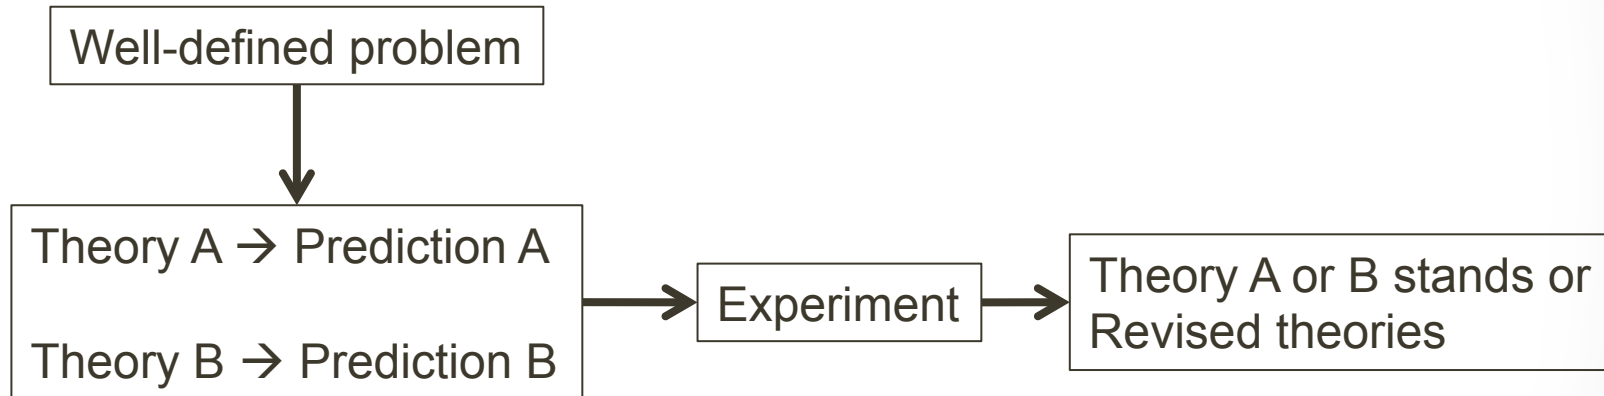 Well-defined problem
Theory A → Prediction A
Theory B → Prediction B
Experiment
Theory A or B stands or
Revised theories